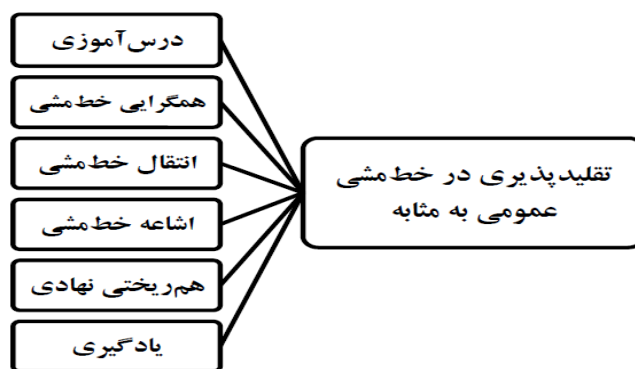 تقلیدپذیری در خط‌مشی
عمومی به مثابه
درس‌آموزی
همگرایی خط‌مشی
انتقال خط‌مشی
اشاعه خط‌مشی
هم‌ریختی نهادی
یادگیری